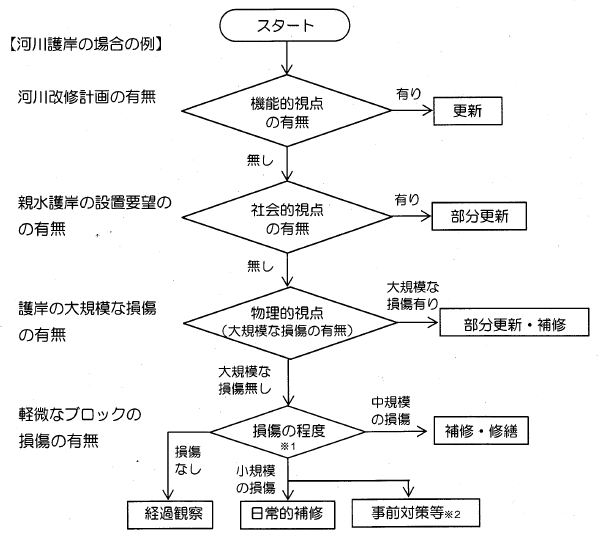 スタート
【河川護岸の場合の例】
河川改修計画の有無
機能的視点
の有無
有り
更新
無し
親水護岸の設置要望の
の有無
社会的視点
の有無
有り
部分更新
無し
護岸の大規模な損傷
の有無
物理的視点
(大規模な損傷の有無)
大規模な
損傷有り
部分更新・補修
大規模な
損傷無し
軽微なブロックの
損傷の有無
損傷の程度
※1
中規模
の損傷
補修・修繕
損傷
なし
小規模
の損傷
経過観察
日常的補修
事前対策等※2